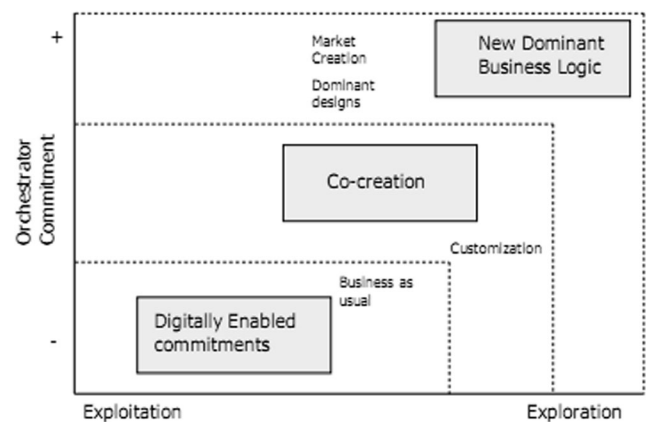 +
Market
Creation
Dominant
designs
New Dominant
Business Logic
Orchestrator
Commitment
Co-creation
Customization
Business as
usual
Digitally Enabled
commitments
-
Exploitation
Exploration